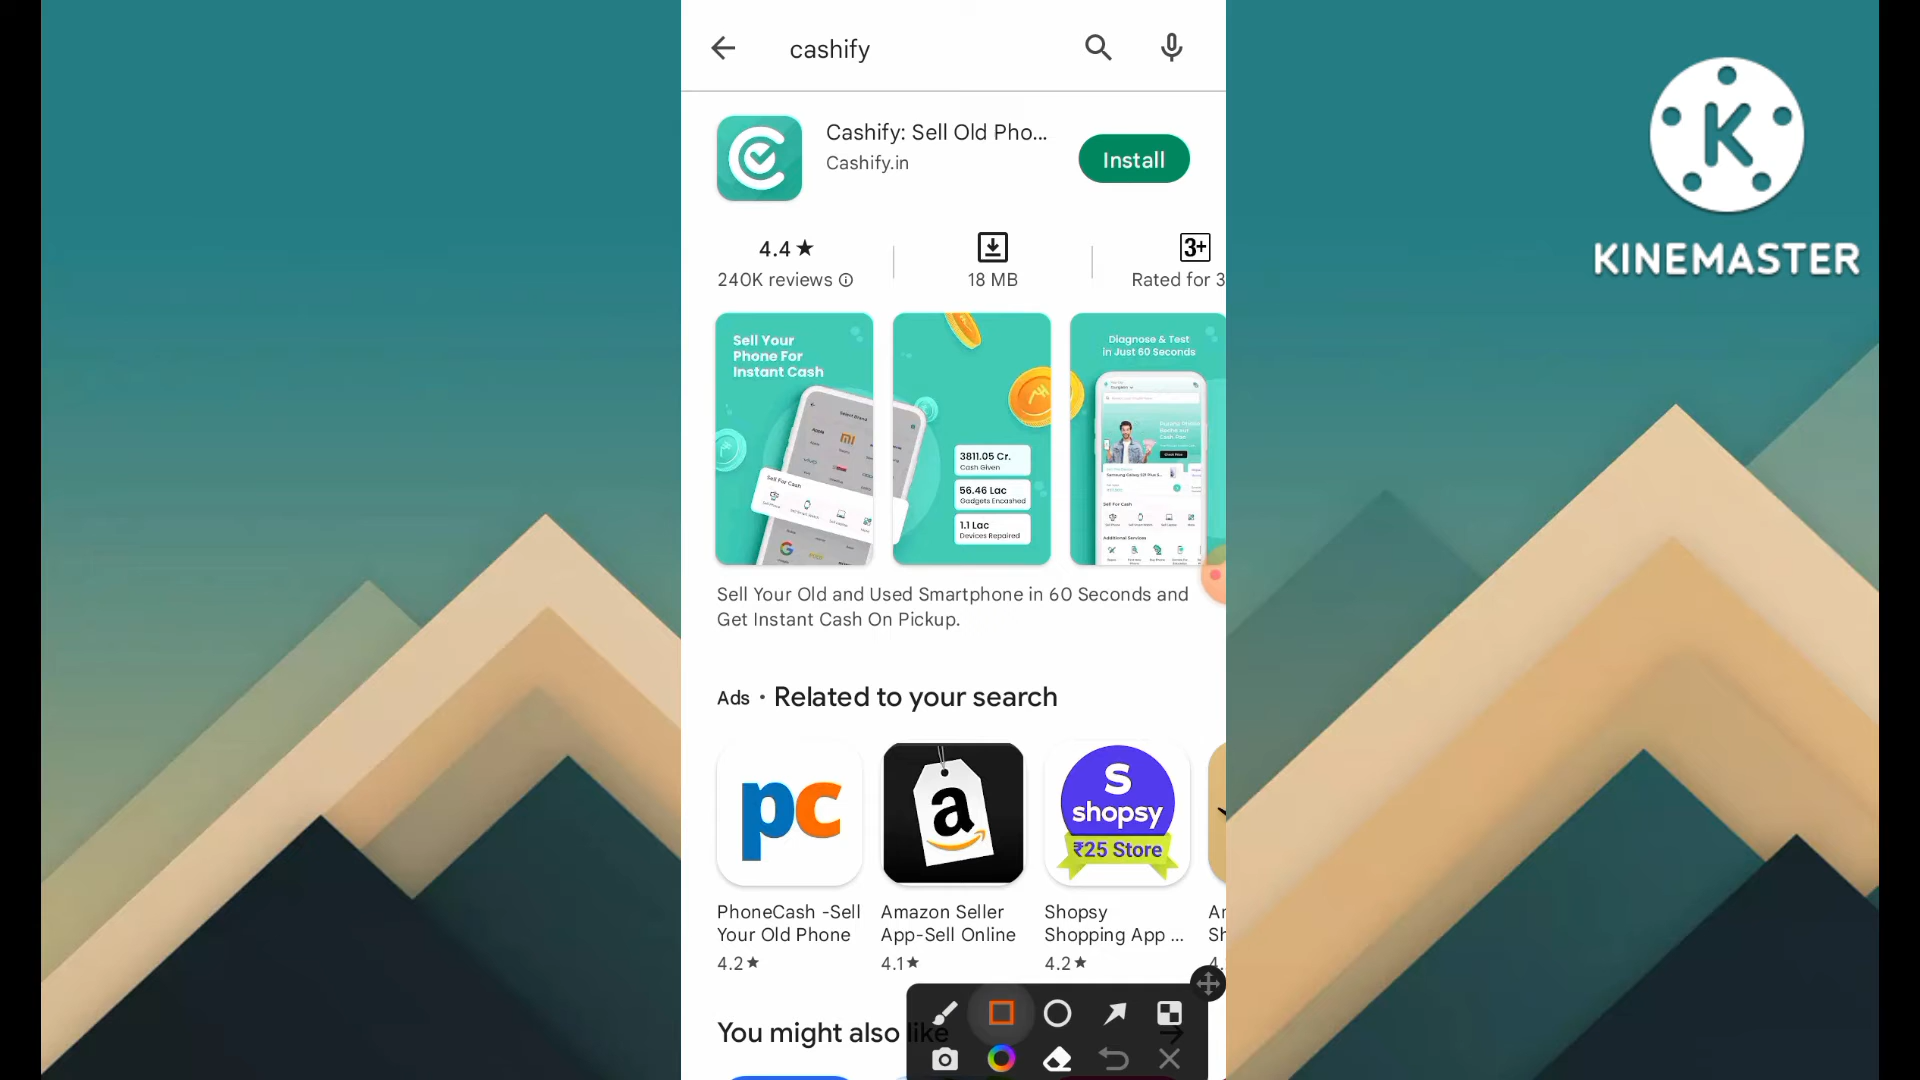 cashify
K
KINEMASTER
Cashify: Sell Old Pho...
Cashify.in
Install
4.4★
240K reviews
18 MB
3+
Rated for 3
Sell Your
Phone For
Instant Cash
3811.05 Cr.
Cash Given
56.46 Lac
Gadgets Encashed
1.1 Lac
Devices Repaired
Diagnose & Test
in Just 60 Seconds
Sell For Cash
Sell For Cash
Additional Services
Sell Your Old and Used Smartphone in 60 Seconds and
Get Instant Cash On Pickup.
Ads • Related to your search
pc
a
S
shopsy
₹25 Store
PhoneCash -Sell
Your Old Phone
4.2★
Amazon Seller
App-Sell Online
4.1★
Shopsy
Shopping App ...
4.2★
You might also like